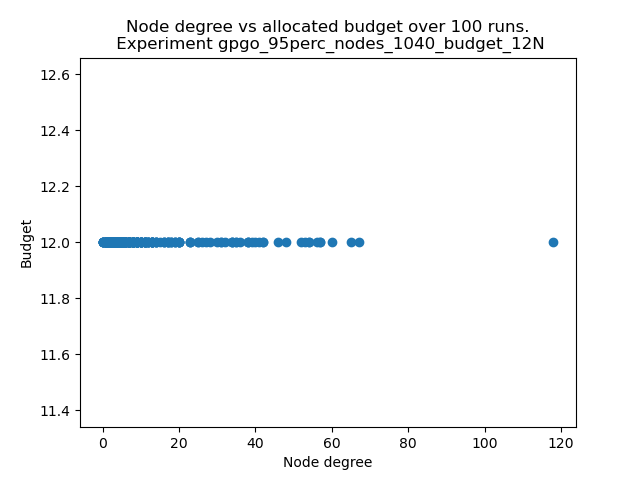 Node degree vs allocated budget over 100 runs.
Experiment gpgo_95perc_nodes_1040_budget_12N
12.6
12.4
12.2
12.0
11.8
11.6
11.4
Budget
0 20 40 60 80 100 120
Node degree